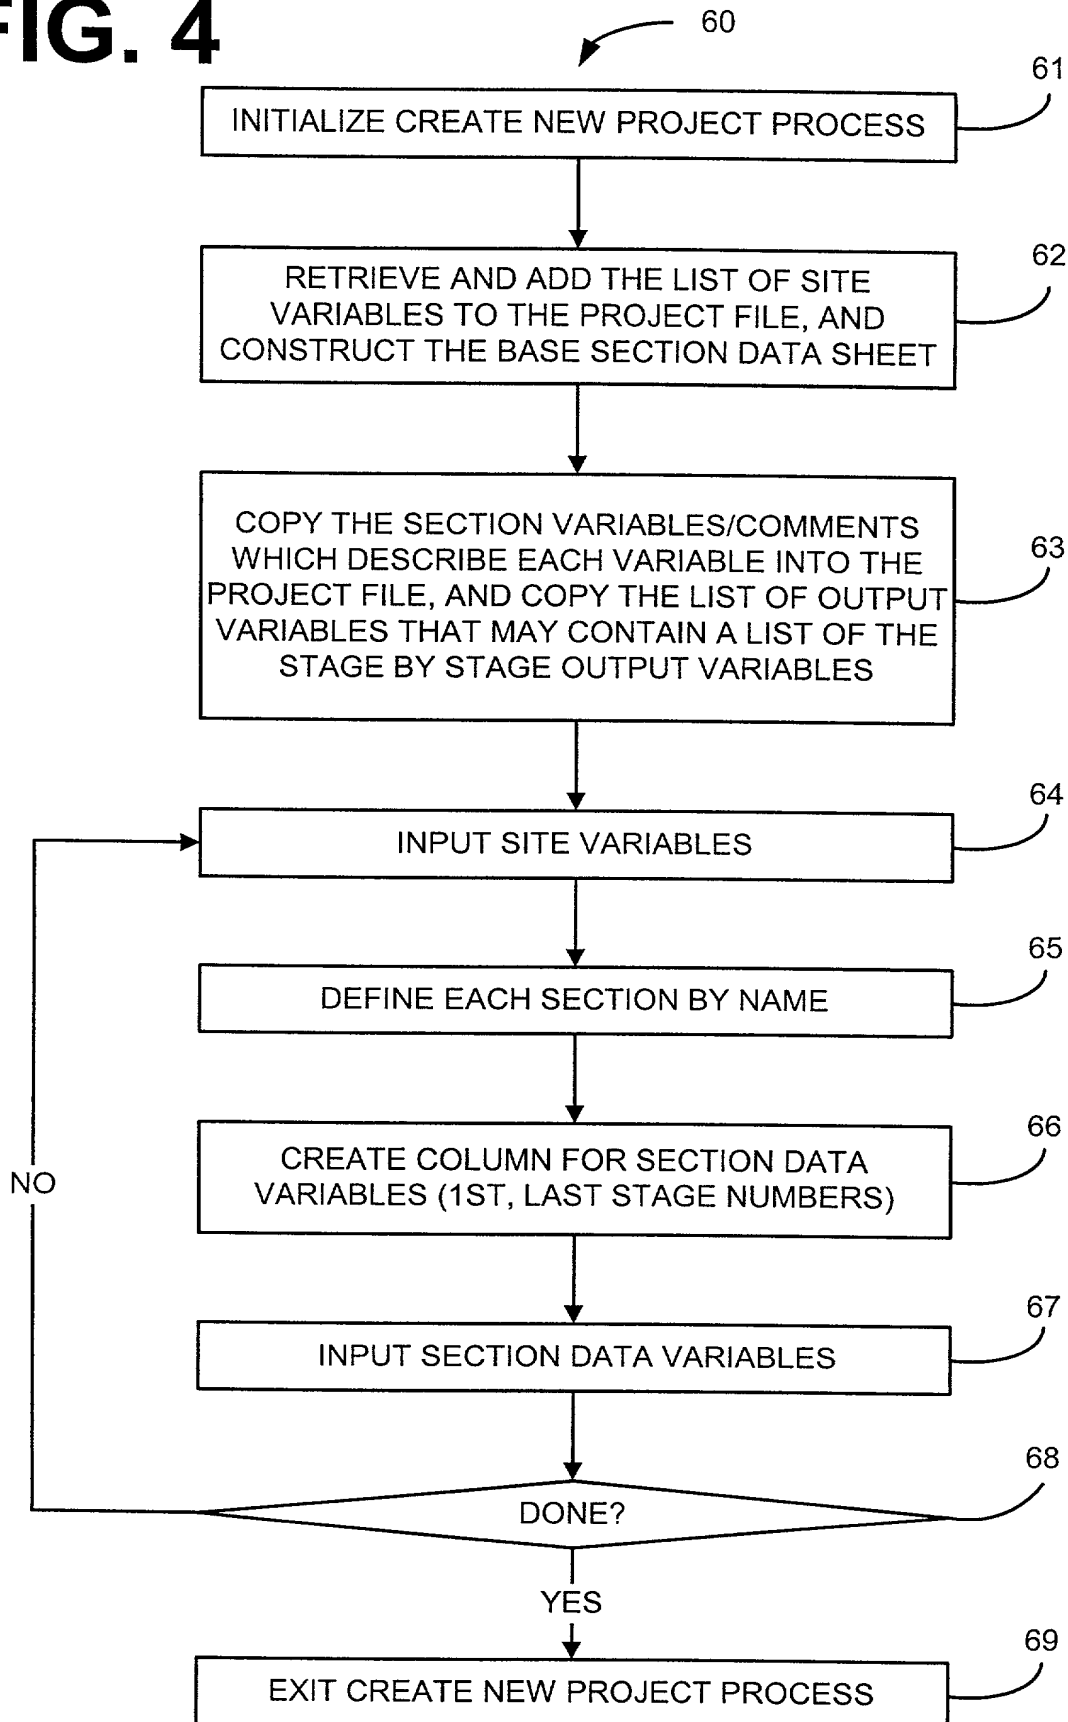 FIG. 4
60
61
INITIALIZE CREATE NEW PROJECT PROCESS
62
RETRIEVE AND ADD THE LIST OF SITE
VARIABLES TO THE PROJECT FILE, AND
CONSTRUCT THE BASE SECTION DATA SHEET
63
COPY THE SECTION VARIABLES/COMMENTS
WHICH DESCRIBE EACH VARIABLE INTO THE
PROJECT FILE, AND COPY THE LIST OF OUTPUT
VARIABLES THAT MAY CONTAIN A LIST OF THE
STAGE BY STAGE OUTPUT VARIABLES
64
INPUT SITE VARIABLES
65
DEFINE EACH SECTION BY NAME
66
CREATE COLUMN FOR SECTION DATA
VARIABLES (1ST, LAST STAGE NUMBERS)
NO
67
INPUT SECTION DATA VARIABLES
68
DONE?
YES
69
EXIT CREATE NEW PROJECT PROCESS